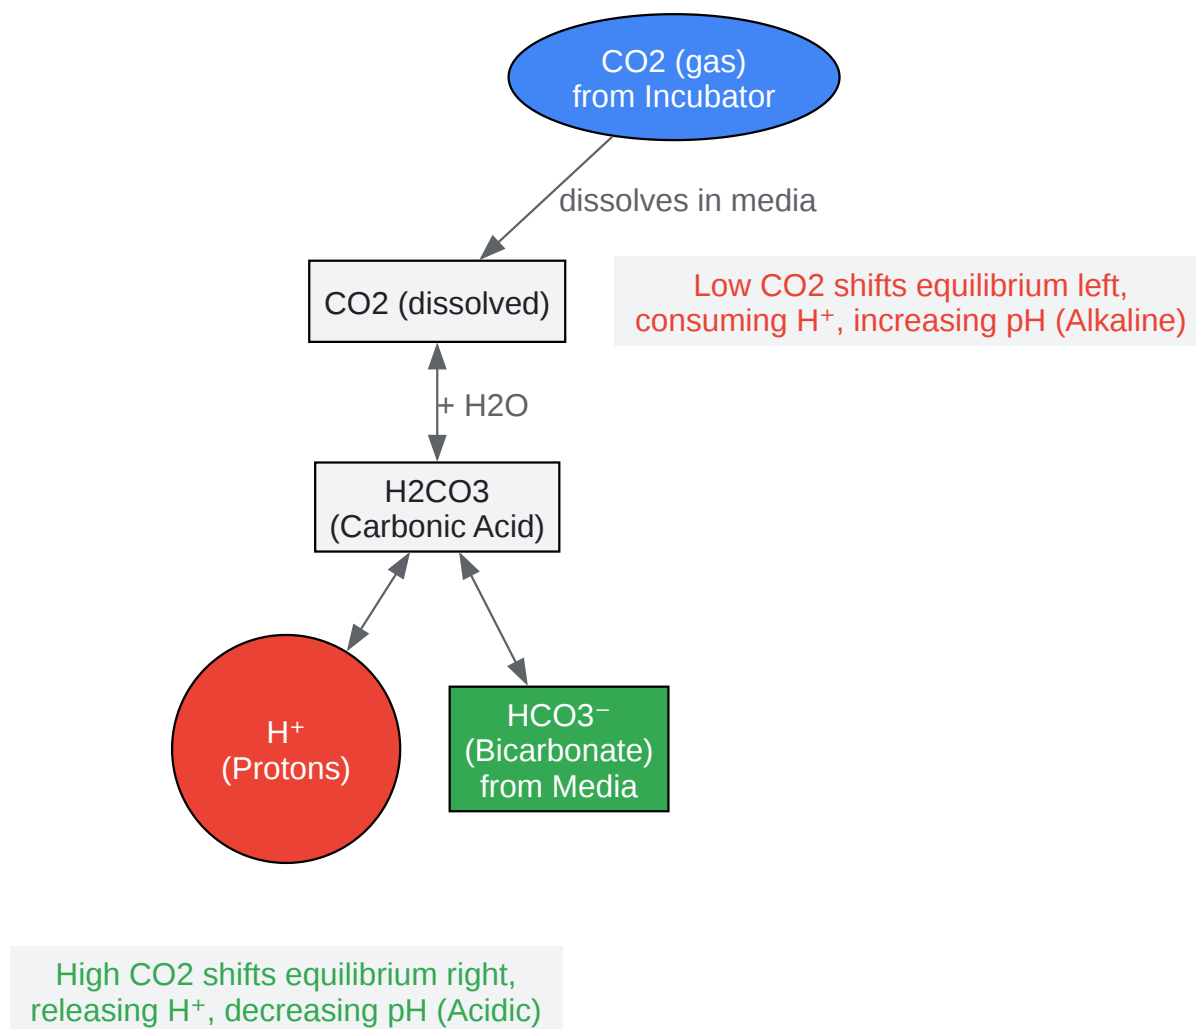 CO2 (gas)
from Incubator
dissolves in media
Low CO2 shifts equilibrium left,
consuming H⁺, increasing pH (Alkaline)
CO2 (dissolved)
+ H2O
H2CO3
(Carbonic Acid)
H⁺
(Protons)
HCO3⁻
(Bicarbonate)
from Media
High CO2 shifts equilibrium right,
releasing H⁺, decreasing pH (Acidic)